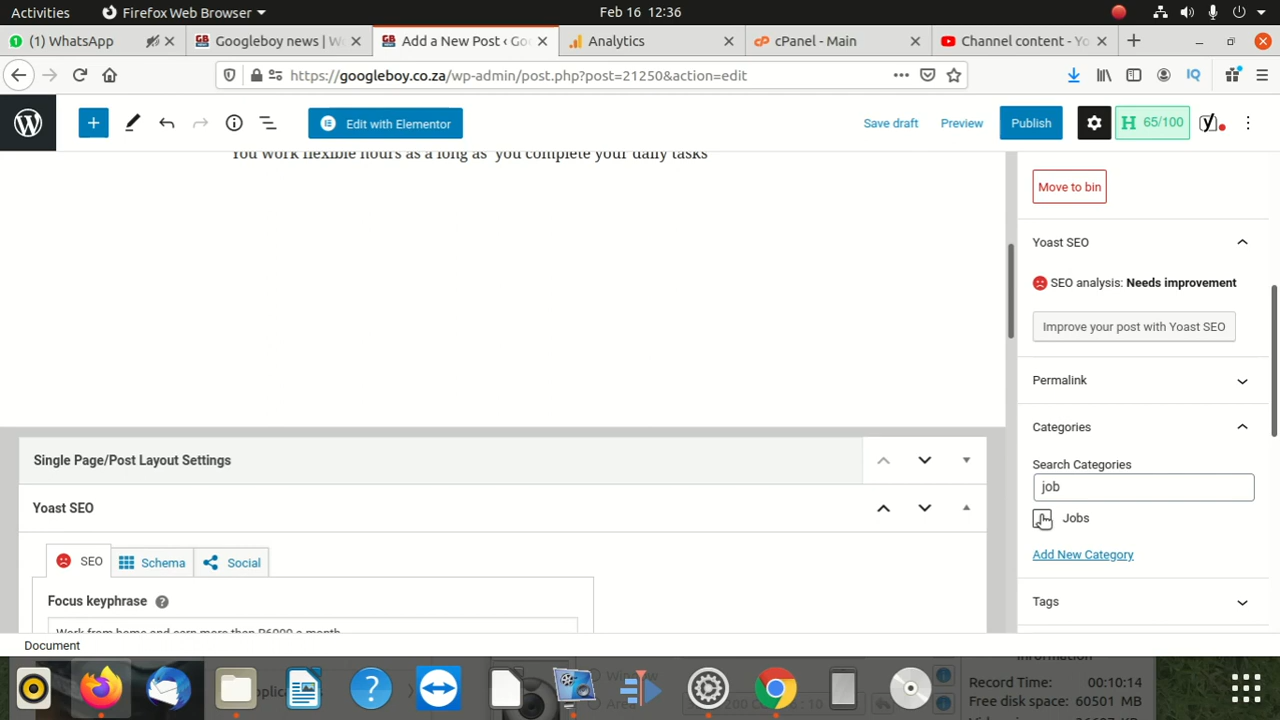 Activities
Firefox Web Browser
Feb 16 12:36
(1) WhatsApp
Googleboy news | W
Add a New Post ‹ Goo
Analytics
cPanel - Main
Channel content - Yo
https://googleboy.co.za/wp-admin/post.php?post=21250&action=edit
IQ
Edit with Elementor
Save draft
Preview
Publish
H 65/100
You work flexible hours as a long as you complete your daily tasks
Move to bin
Yoast SEO
SEO analysis: Needs improvement
Improve your post with Yoast SEO
Permalink
Categories
Search Categories
job
Jobs
Add New Category
Tags
Single Page/Post Layout Settings
Yoast SEO
SEO
Schema
Social
Focus keyphrase
Work from home and earn more than R6000 a month
Document
Information
Record Time: 00:10:14
Free disk space: 60501 MB
Window
Area